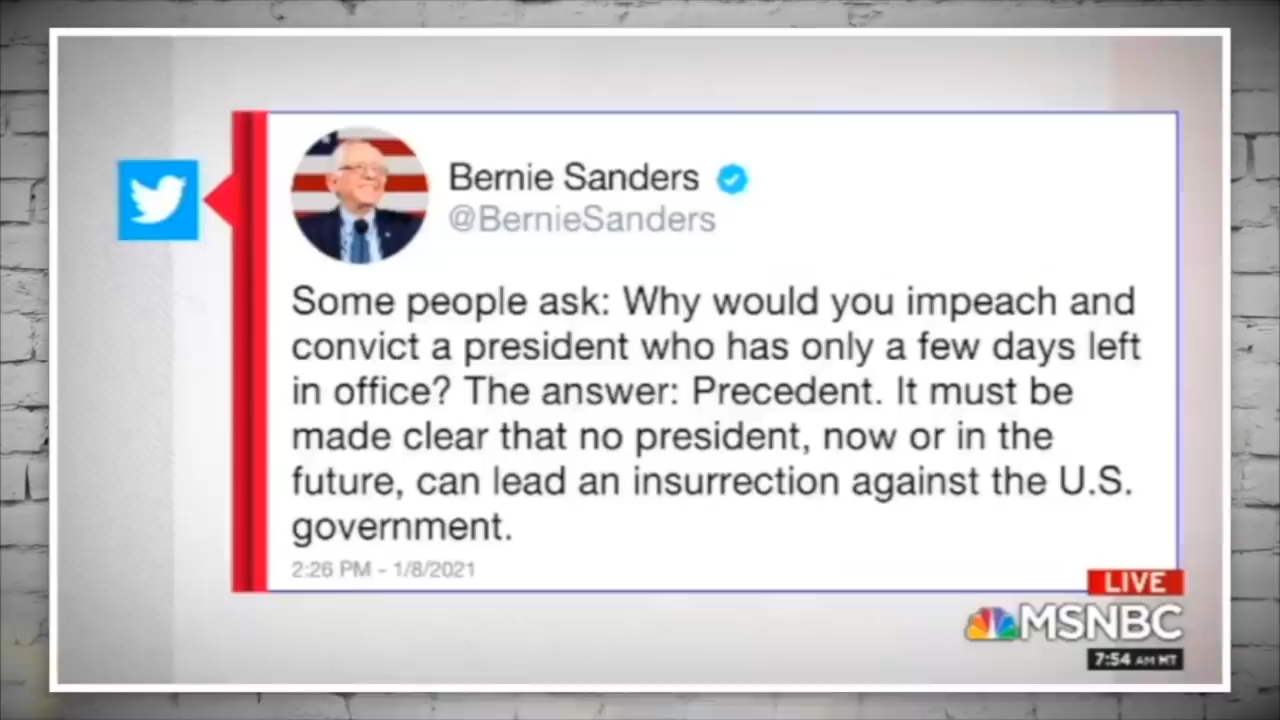 Bernie Sanders
@BernieSanders
Some people ask: Why would you impeach and
convict a president who has only a few days left
in office? The answer: Precedent. It must be
made clear that no president, now or in the
future, can lead an insurrection against the U.S.
government.
2:26 PM - 1/8/2021
LIVE
MSNBC
7:54 AM MT